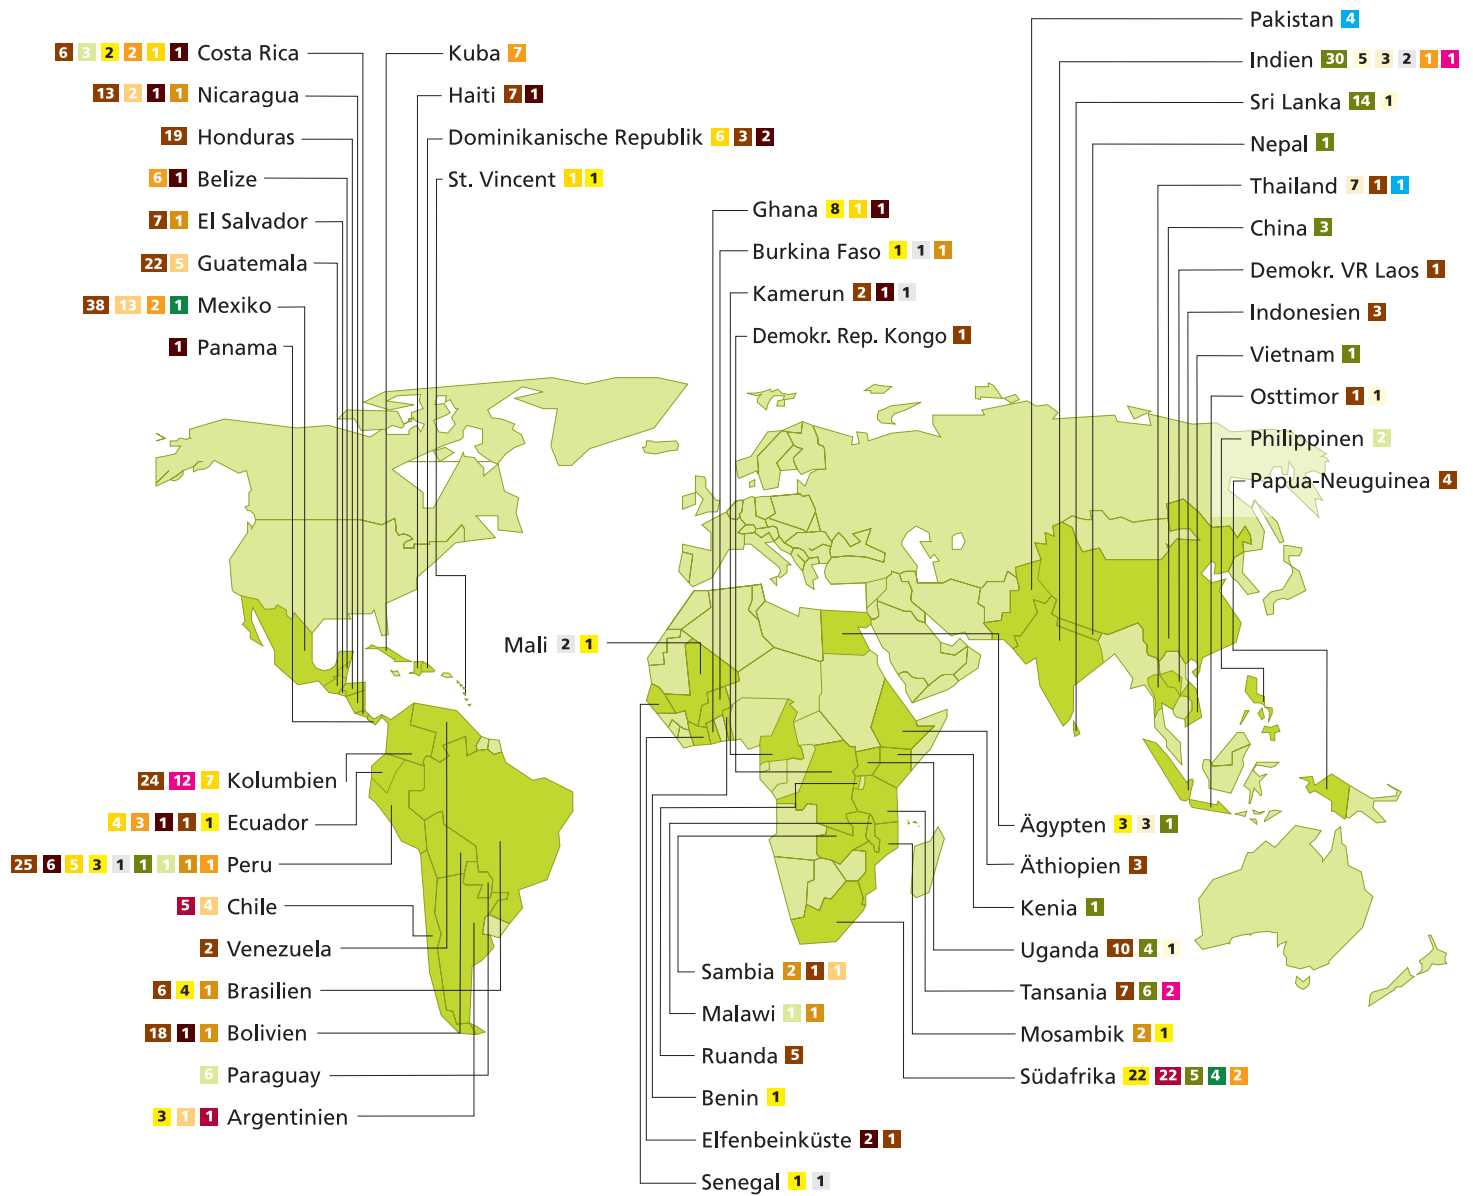 6 3 2 2 1 1 Costa Rica
13 2 1 1 Nicaragua
19 Honduras
6 1 Belize
7 1 El Salvador
22 5 Guatemala
38 13 2 1 Mexiko
1 Panama
Kuba 7
Haiti 7 1
Dominikanische Republik 6 3 2
St. Vincent 1 1
Ghana 8 1 1
Burkina Faso 1 1 1
Kamerun 2 1 1
Demokr. Rep. Kongo 1
Pakistan 4
Indien 30 5 3 2 1 1
Sri Lanka 14 1
Nepal 1
Thailand 7 1 1
China 3
Demokr. VR Laos 1
Indonesien 3
Vietnam 1
Osttimor 1 1
Philippinen 2
Papua-Neuguinea 4
Mali 2 1
24 12 7 Kolumbien
4 3 1 1 1 Ecuador
25 6 5 3 1 1 1 1 1 Peru
5 4 Chile
2 Venezuela
6 4 1 Brasilien
18 1 1 Bolivien
6 Paraguay
3 1 1 Argentinien
Sambia 2 1 1
Malawi 1 1
Ruanda 5
Benin 1
Elfenbeinküste 2 1
Senegal 1 1
Ägypten 3 3 1
Äthiopien 3
Kenia 1
Uganda 10 4 1
Tansania 7 6 2
Mosambik 2 1
Südafrika 22 22 5 4 2